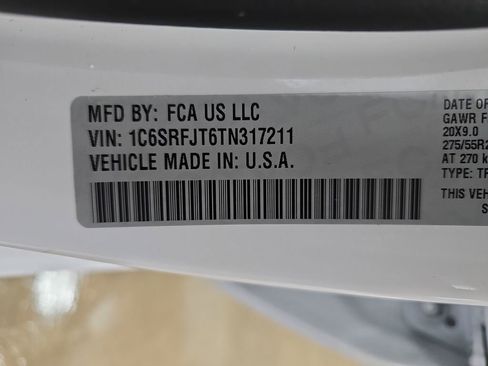 MFD BY: FCA US LLC
VIN: 1C6SRFJT6TN317211
VEHICLE MADE IN: U.S.A.
DATE OF
GAWR F
20X9.0
275/55R2
AT 270 k
TYPE: TR
THIS VEH
S